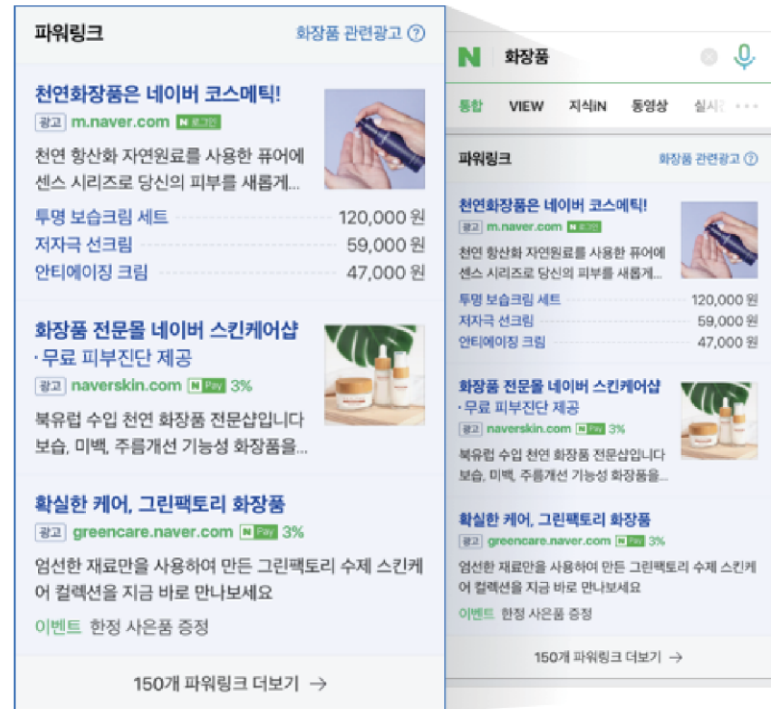 파워링크
화장품 관련광고 ?
천연화장품은 네이버 코스메틱!
광고 m.naver.com N 로그인
천연 항산화 자연원료를 사용한 퓨어에
센스 시리즈로 당신의 피부를 새롭게...
투명 보습크림 세트 120,000 원
저자극 선크림 59,000 원
안티에이징 크림 47,000 원
화장품 전문몰 네이버 스킨케어샵
· 무료 피부진단 제공
광고 naverskin.com N Pay 3%
북유럽 수입 천연 화장품 전문샵입니다
보습, 미백, 주름개선 기능성 화장품을...
확실한 케어, 그린팩토리 화장품
광고 greencare.naver.com N Pay 3%
엄선한 재료만을 사용하여 만든 그린팩토리 수제 스킨케
어 컬렉션을 지금 바로 만나보세요
이벤트 한정 사은품 증정
150개 파워링크 더보기 →
N 화장품
통합 VIEW 지식iN 동영상 실시간
파워링크
화장품 관련광고 ?
천연화장품은 네이버 코스메틱!
광고 m.naver.com N 로그인
천연 항산화 자연원료를 사용한 퓨어에
센스 시리즈로 당신의 피부를 새롭게...
투명 보습크림 세트 120,000 원
저자극 선크림 59,000 원
안티에이징 크림 47,000 원
화장품 전문몰 네이버 스킨케어샵
· 무료 피부진단 제공
광고 naverskin.com N Pay 3%
북유럽 수입 천연 화장품 전문샵입니다
보습, 미백, 주름개선 기능성 화장품을...
확실한 케어, 그린팩토리 화장품
광고 greencare.naver.com N Pay 3%
엄선한 재료만을 사용하여 만든 그린팩토리 수제 스킨케
어 컬렉션을 지금 바로 만나보세요
이벤트 한정 사은품 증정
150개 파워링크 더보기 →